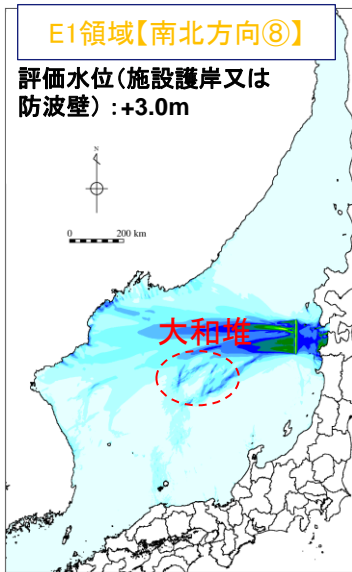 E1領域【南北方向⑧】
評価水位(施設護岸又は
防波壁）:+3.0m
N
0 200 km
大和堆